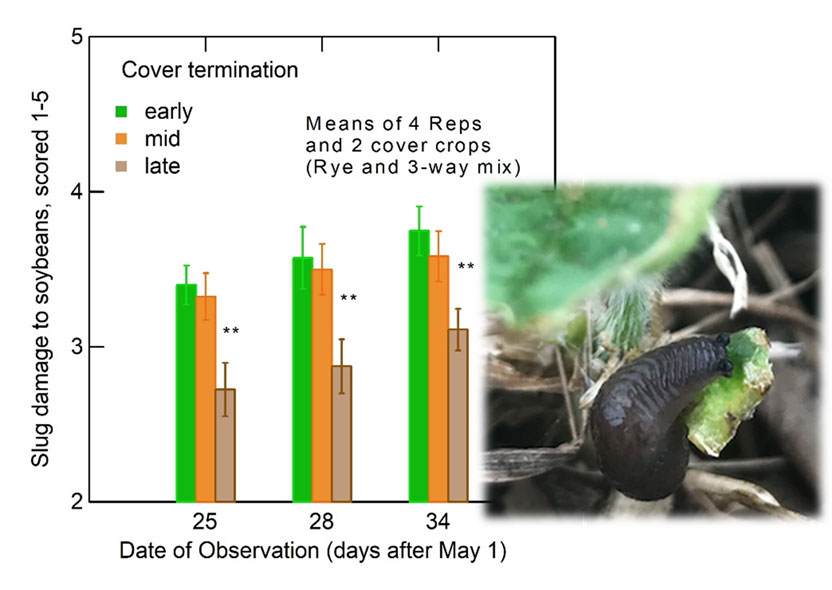 5
Cover termination
early
mid
late
Means of 4 Reps
and 2 cover crops
(Rye and 3-way mix)
4
3
2
**
**
**
25
28
34
Slug damage to soybeans, scored 1-5
Date of Observation (days after May 1)